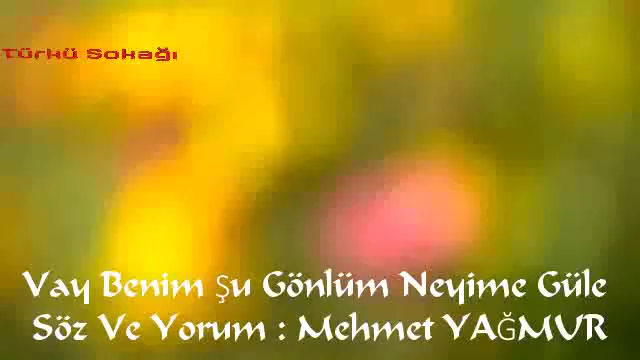 Türkü Sokağı
Vay Benim Şu Gönlüm Neyime Güle
Söz Ve Yorum : Mehmet YAĞMUR